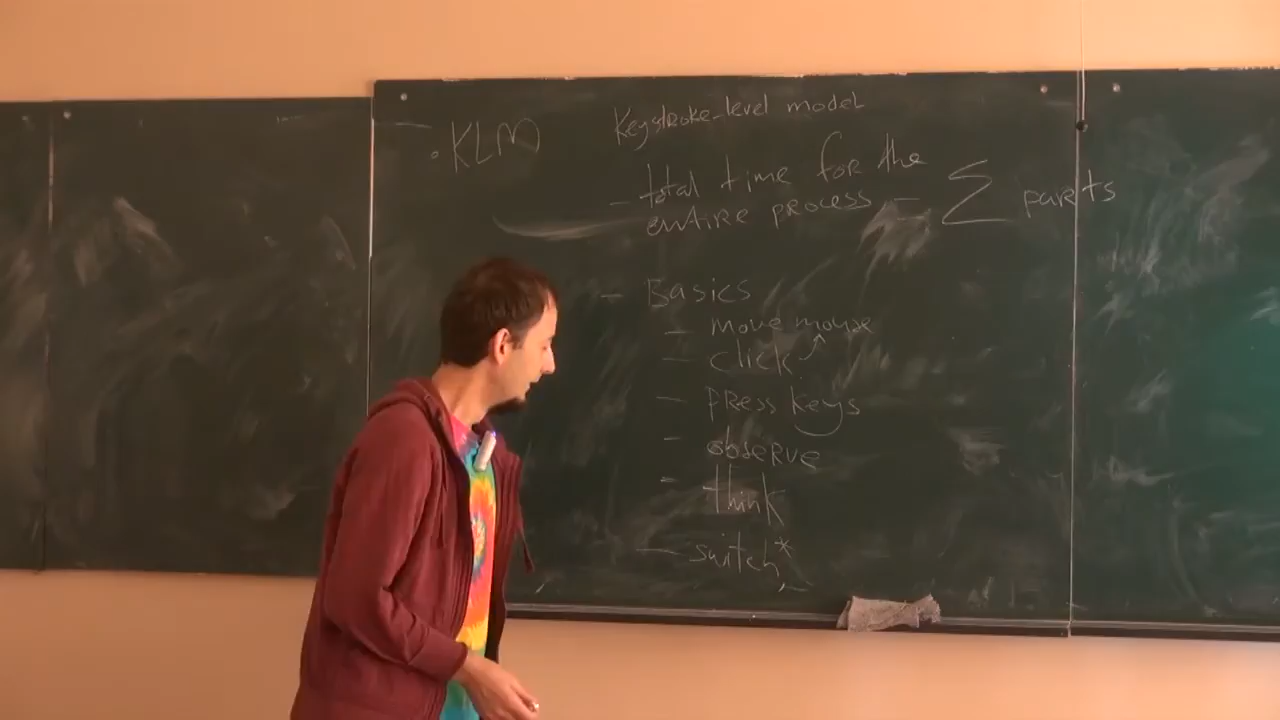 • KLM
Keystroke-level model
- total time for the
entire process - Σ parts
- Basics
- move mouse
- click
- press keys
- observe
- think
- switch*